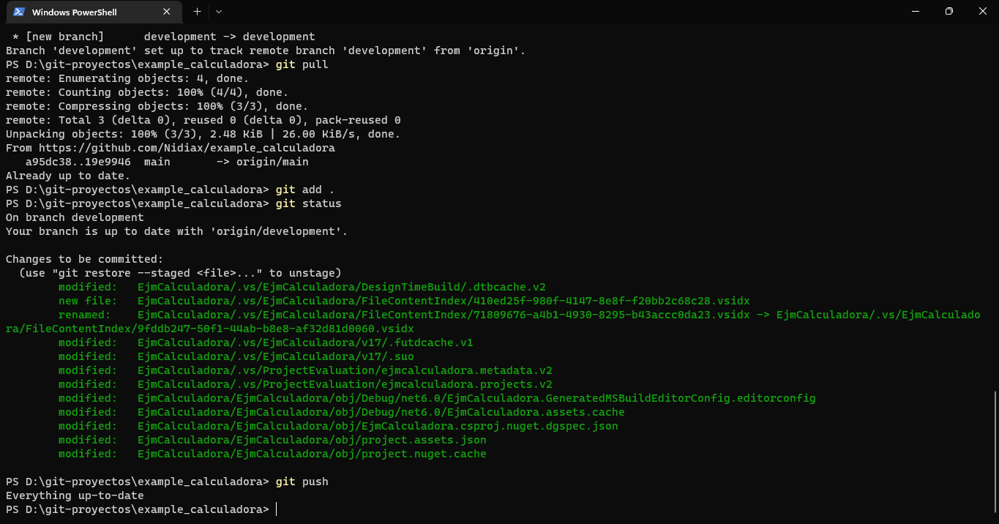 Windows PowerShell
* [new branch]      development -> development
Branch 'development' set up to track remote branch 'development' from 'origin'.
PS D:\git-proyectos\example_calculadora> git pull
remote: Enumerating objects: 4, done.
remote: Counting objects: 100% (4/4), done.
remote: Compressing objects: 100% (3/3), done.
remote: Total 3 (delta 0), reused 0 (delta 0), pack-reused 0
Unpacking objects: 100% (3/3), 2.48 KiB | 26.00 KiB/s, done.
From https://github.com/Nidiax/example_calculadora
   a95dc38..19e9946  main       -> origin/main
Already up to date.
PS D:\git-proyectos\example_calculadora> git add .
PS D:\git-proyectos\example_calculadora> git status
On branch development
Your branch is up to date with 'origin/development'.

Changes to be committed:
  (use "git restore --staged <file>..." to unstage)
        modified:   EjmCalculadora/.vs/EjmCalculadora/DesignTimeBuild/.dtbcache.v2
        new file:   EjmCalculadora/.vs/EjmCalculadora/FileContentIndex/410ed25f-980f-4147-8e8f-f20bb2c68c28.vsidx
        renamed:    EjmCalculadora/.vs/EjmCalculadora/FileContentIndex/71809676-a4b1-4930-8295-b43accc0da23.vsidx -> EjmCalculadora/.vs/EjmCalculado
ra/FileContentIndex/9fddb247-50f1-44ab-b8e8-af32d81d0060.vsidx
        modified:   EjmCalculadora/.vs/EjmCalculadora/v17/.futdcache.v1
        modified:   EjmCalculadora/.vs/EjmCalculadora/v17/.suo
        modified:   EjmCalculadora/.vs/ProjectEvaluation/ejmcalculadora.metadata.v2
        modified:   EjmCalculadora/.vs/ProjectEvaluation/ejmcalculadora.projects.v2
        modified:   EjmCalculadora/EjmCalculadora/obj/Debug/net6.0/EjmCalculadora.GeneratedMSBuildEditorConfig.editorconfig
        modified:   EjmCalculadora/EjmCalculadora/obj/Debug/net6.0/EjmCalculadora.assets.cache
        modified:   EjmCalculadora/EjmCalculadora/obj/EjmCalculadora.csproj.nuget.dgspec.json
        modified:   EjmCalculadora/EjmCalculadora/obj/project.assets.json
        modified:   EjmCalculadora/EjmCalculadora/obj/project.nuget.cache

PS D:\git-proyectos\example_calculadora> git push
Everything up-to-date
PS D:\git-proyectos\example_calculadora>